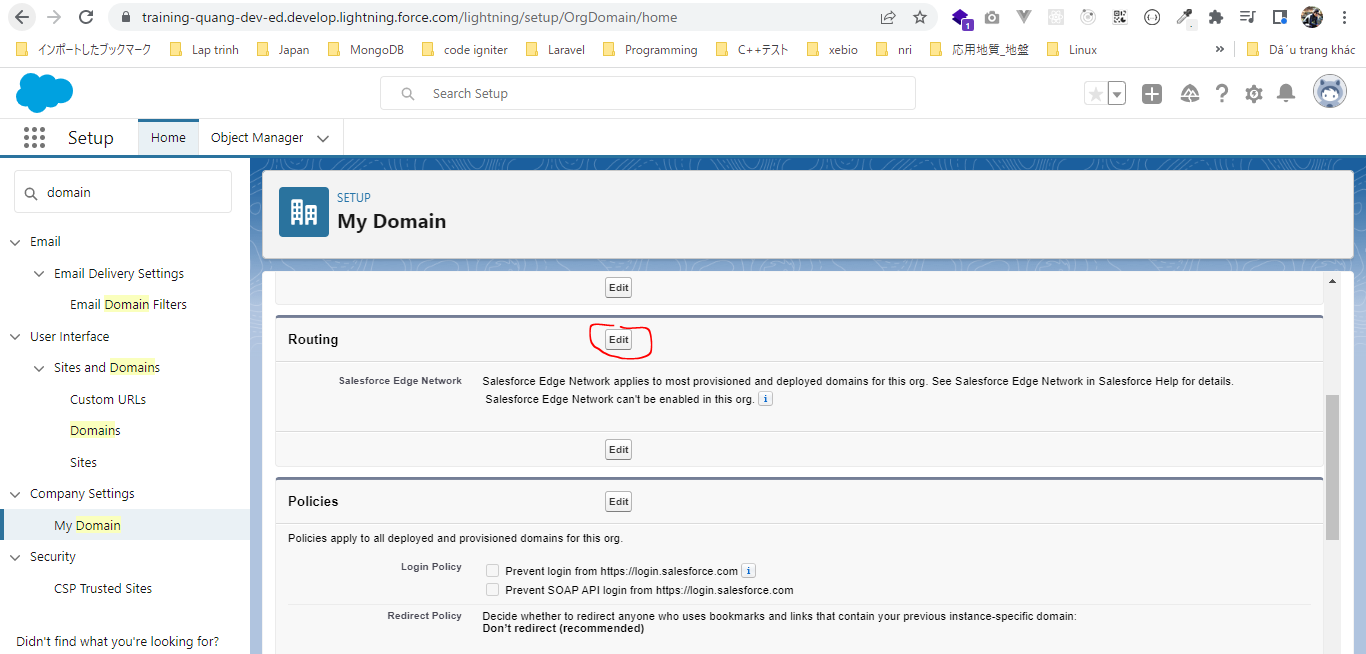 training-quang-dev-ed.develop.lightning.force.com/lightning/setup/OrgDomain/home
1
インポートしたブックマーク Lap trinh Japan MongoDB code igniter Laravel Programming C++テスト xebio nri 応用地質_地盤 Linux » Dấu trang khác
Search Setup
Setup Home Object Manager
domain
Email
Email Delivery Settings
Email Domain Filters
User Interface
Sites and Domains
Custom URLs
Domains
Sites
Company Settings
My Domain
Security
CSP Trusted Sites
Didn't find what you're looking for?
SETUP
My Domain
Edit
Routing Edit
Salesforce Edge Network Salesforce Edge Network applies to most provisioned and deployed domains for this org. See Salesforce Edge Network in Salesforce Help for details.
Salesforce Edge Network can't be enabled in this org. i
Edit
Policies Edit
Policies apply to all deployed and provisioned domains for this org.
Login Policy Prevent login from https://login.salesforce.com i
Prevent SOAP API login from https://login.salesforce.com
Redirect Policy Decide whether to redirect anyone who uses bookmarks and links that contain your previous instance-specific domain:
Don't redirect (recommended)